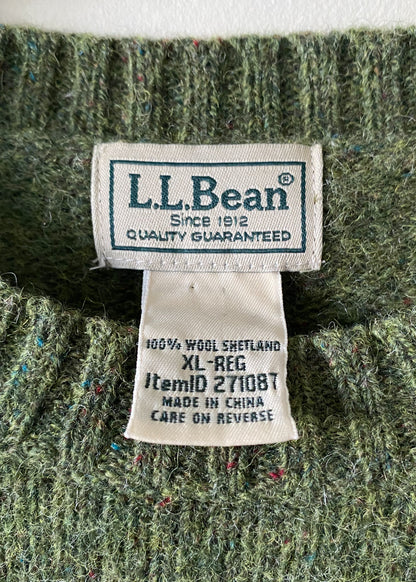 L.L.Bean®
Since 1912
QUALITY GUARANTEED
100% WOOL SHETLAND
XL-REG
ItemID 271087
MADE IN CHINA
CARE ON REVERSE